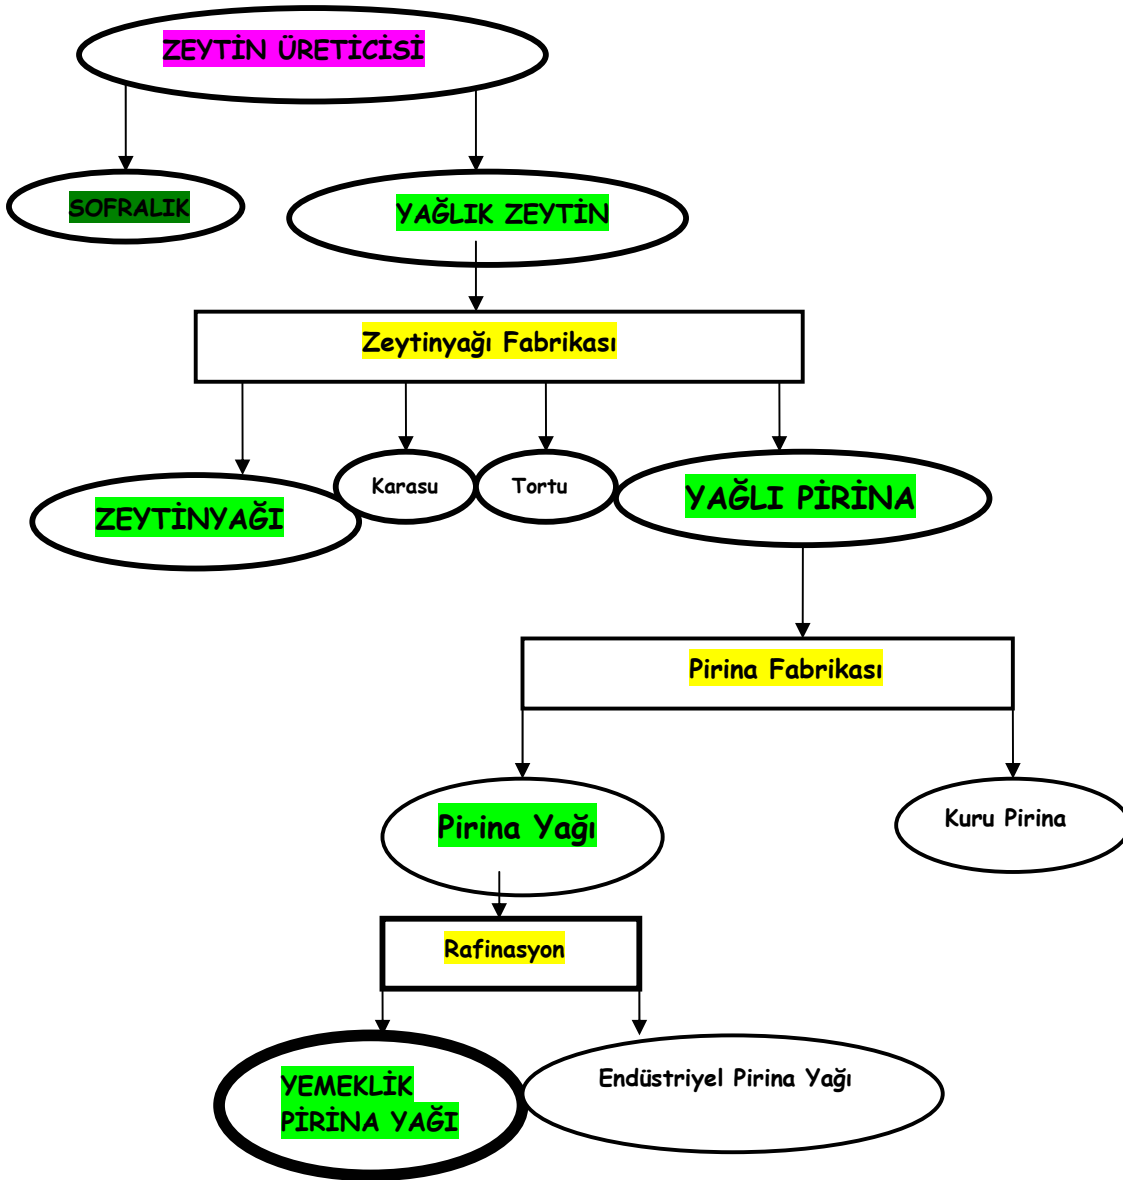 ZEYTİN ÜRETİCİSİ
SOFRALIK
YAĞLIK ZEYTİN
Zeytinyağı Fabrikası
ZEYTİNYAĞI
Karasu
Tortu
YAĞLI PİRİNA
Pirina Fabrikası
Pirina Yağı
Kuru Pirina
Rafinasyon
YEMEKLİK
PİRİNA YAĞI
Endüstriyel Pirina Yağı